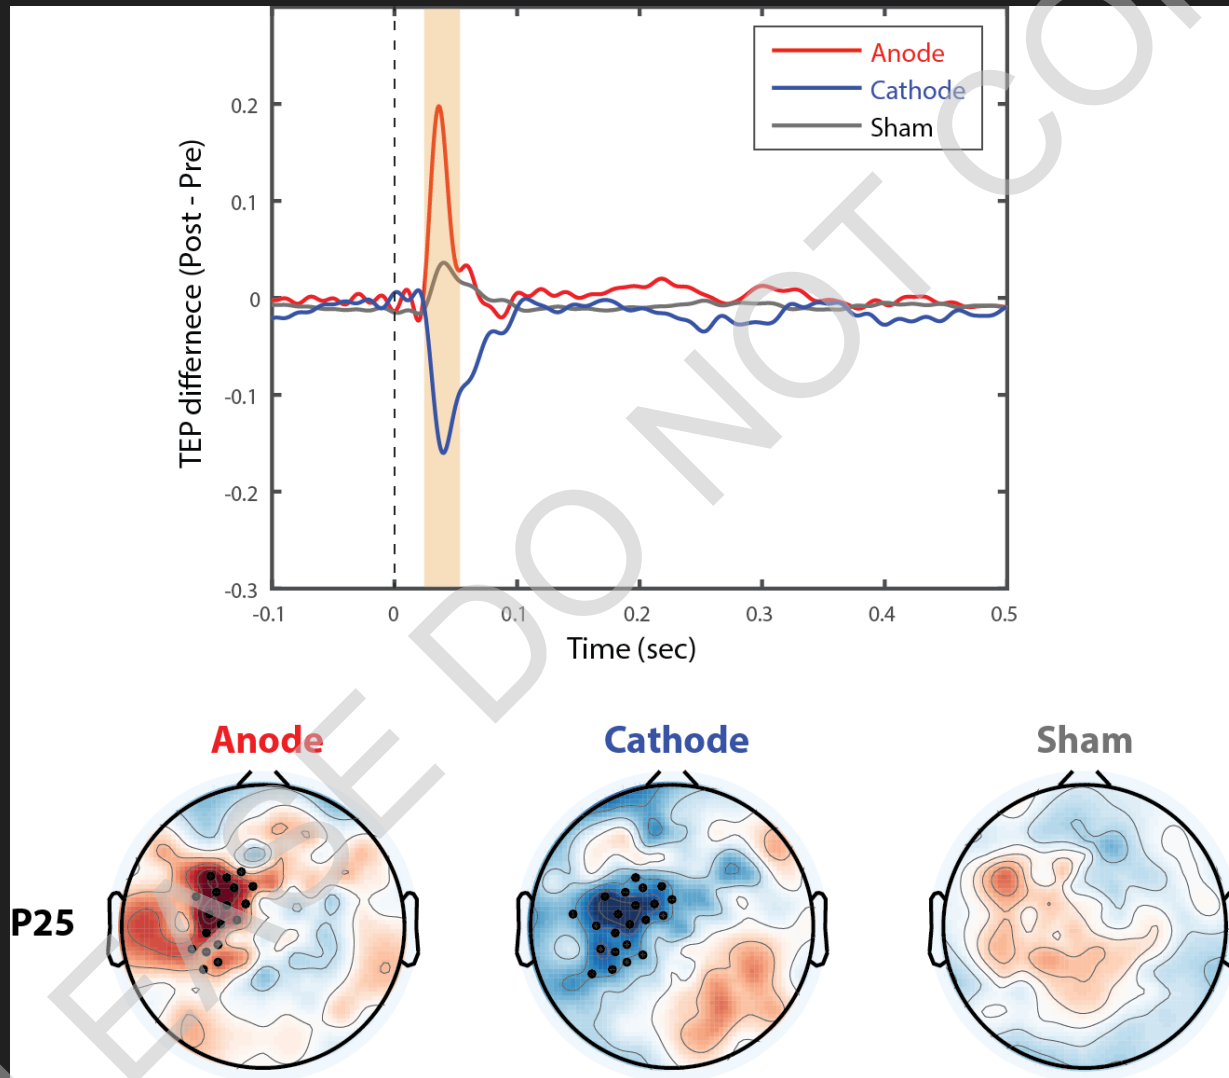 Anode
Cathode
Sham
TEP differnece (Post - Pre)
0.2
0.1
0
-0.1
-0.2
-0.3
-0.1
0
0.1
0.2
0.3
0.4
0.5
Time (sec)
Anode
Cathode
Sham
P25
EASE DO NOT CO